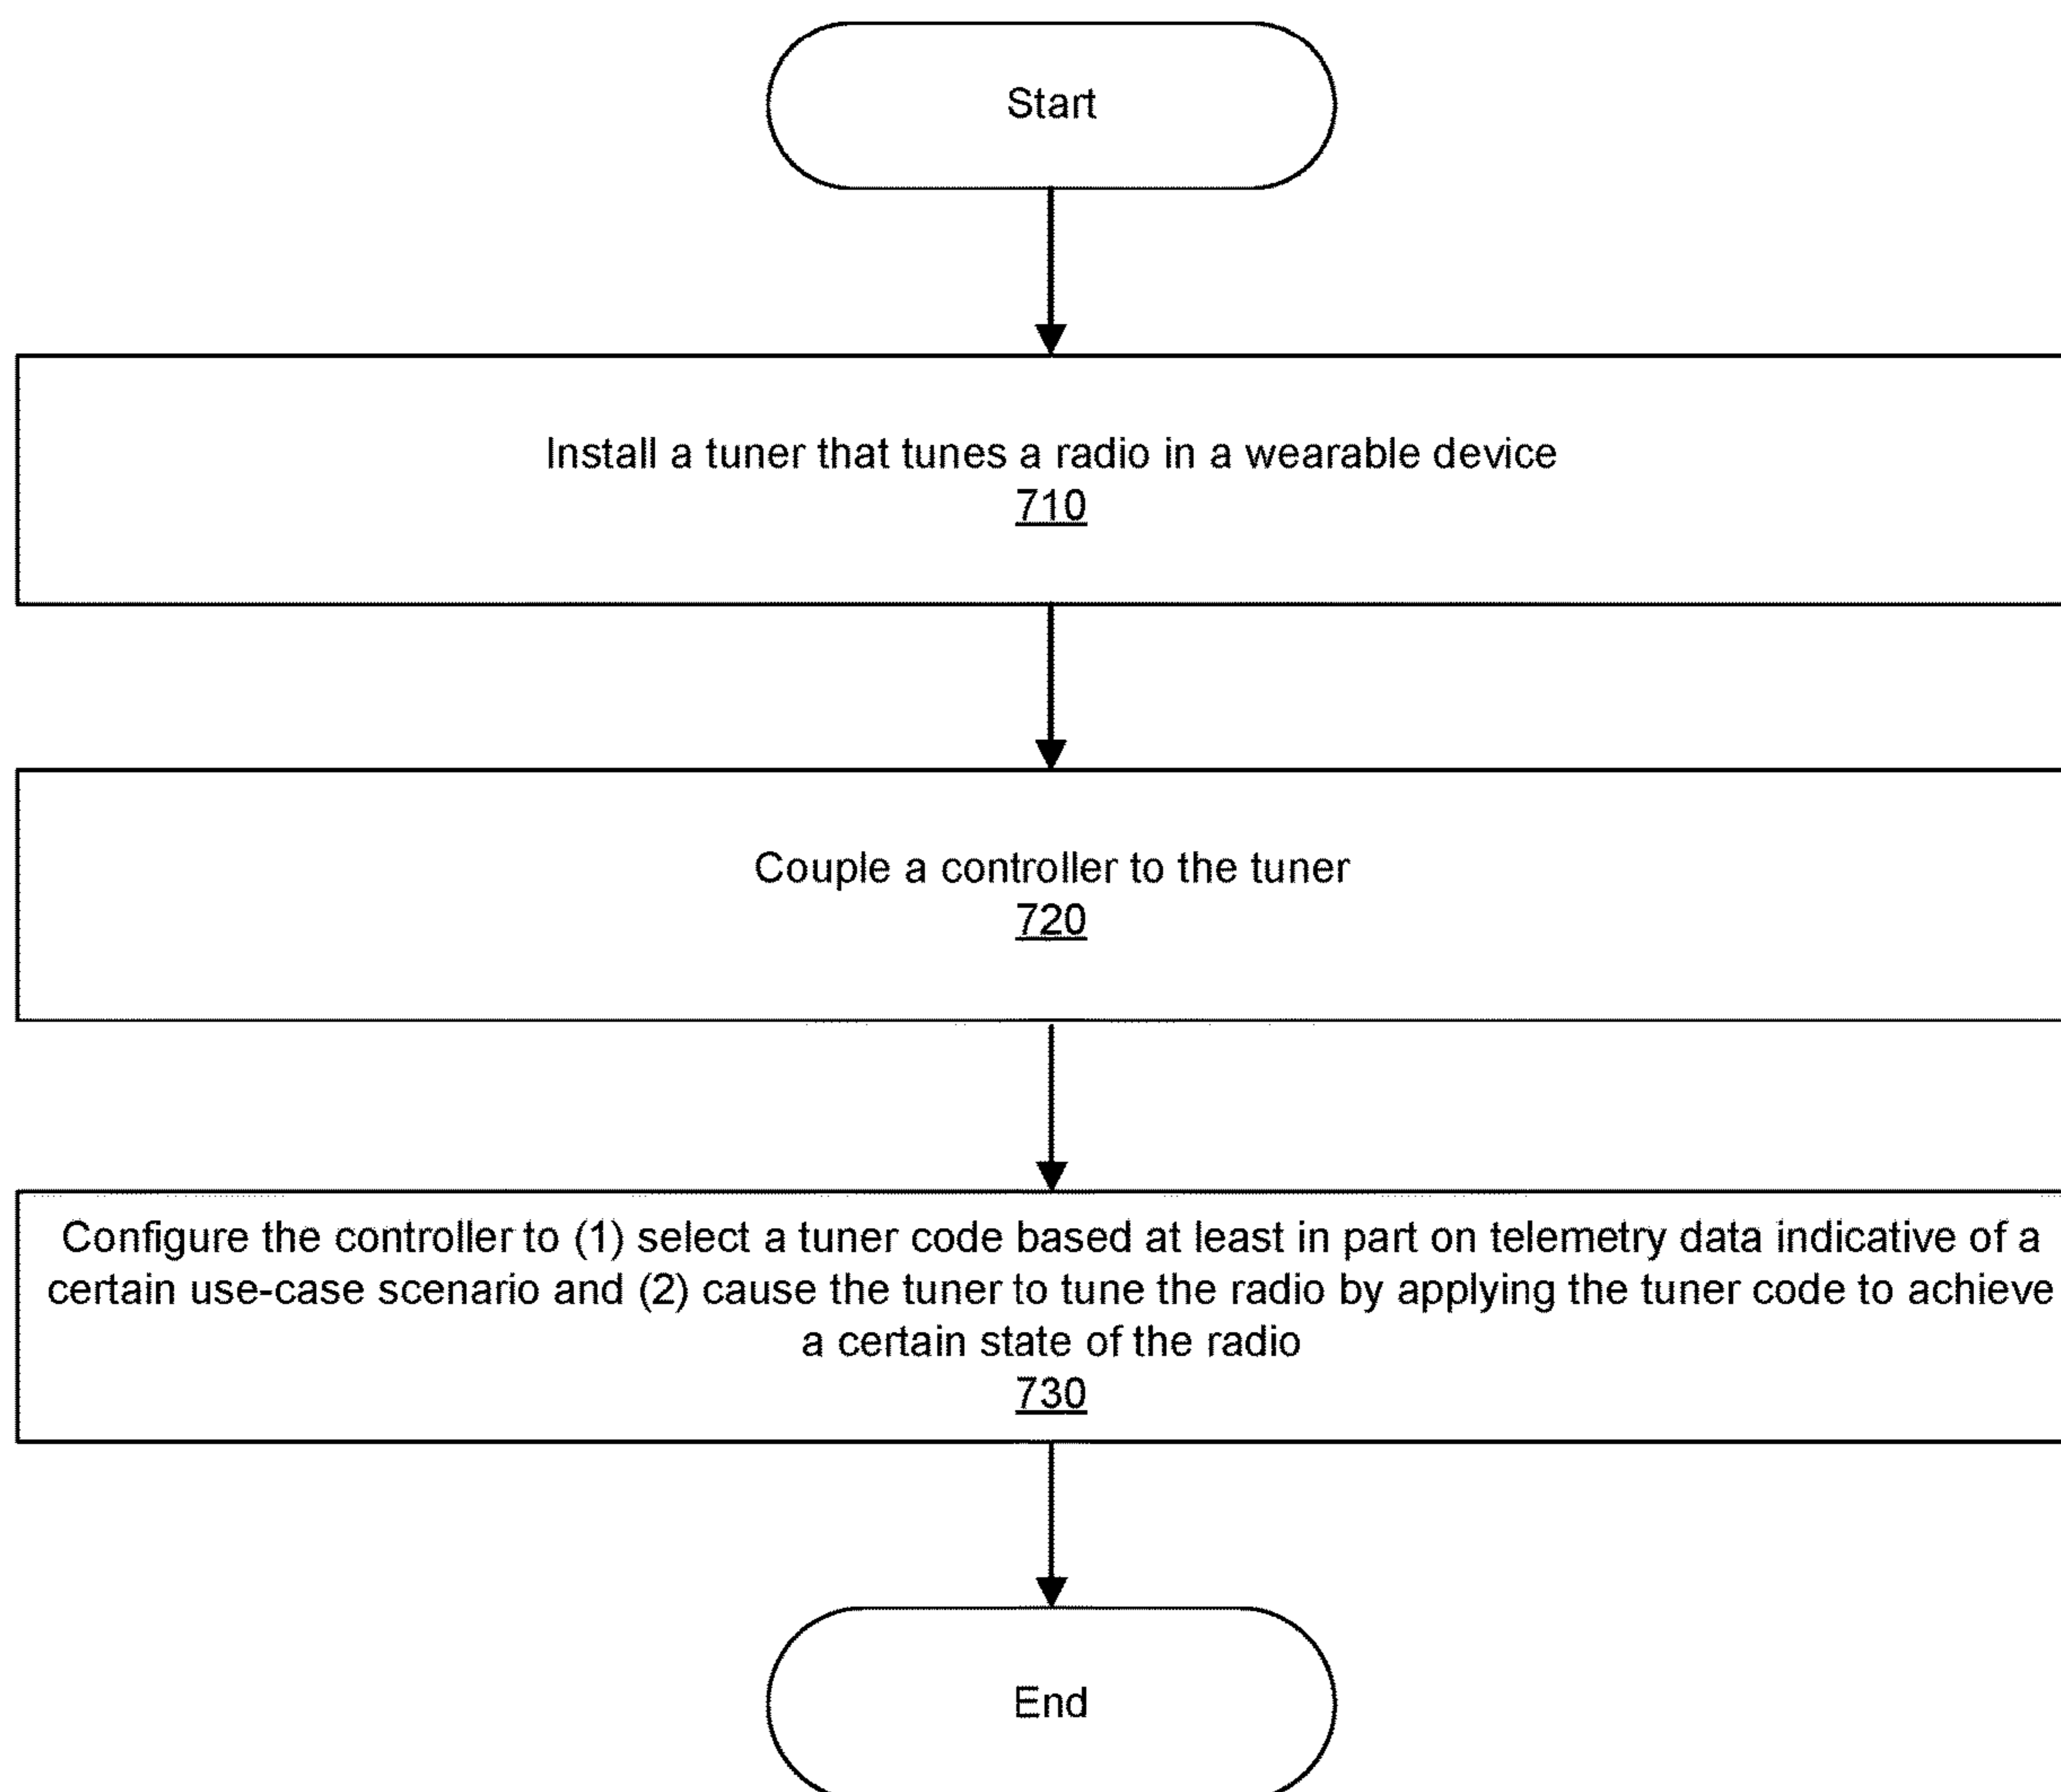 Start
Install a tuner that tunes a radio in a wearable device
710
Couple a controller to the tuner
720
Configure the controller to (1) select a tuner code based at least in part on telemetry data indicative of a
certain use-case scenario and (2) cause the tuner to tune the radio by applying the tuner code to achieve
a certain state of the radio
730
End